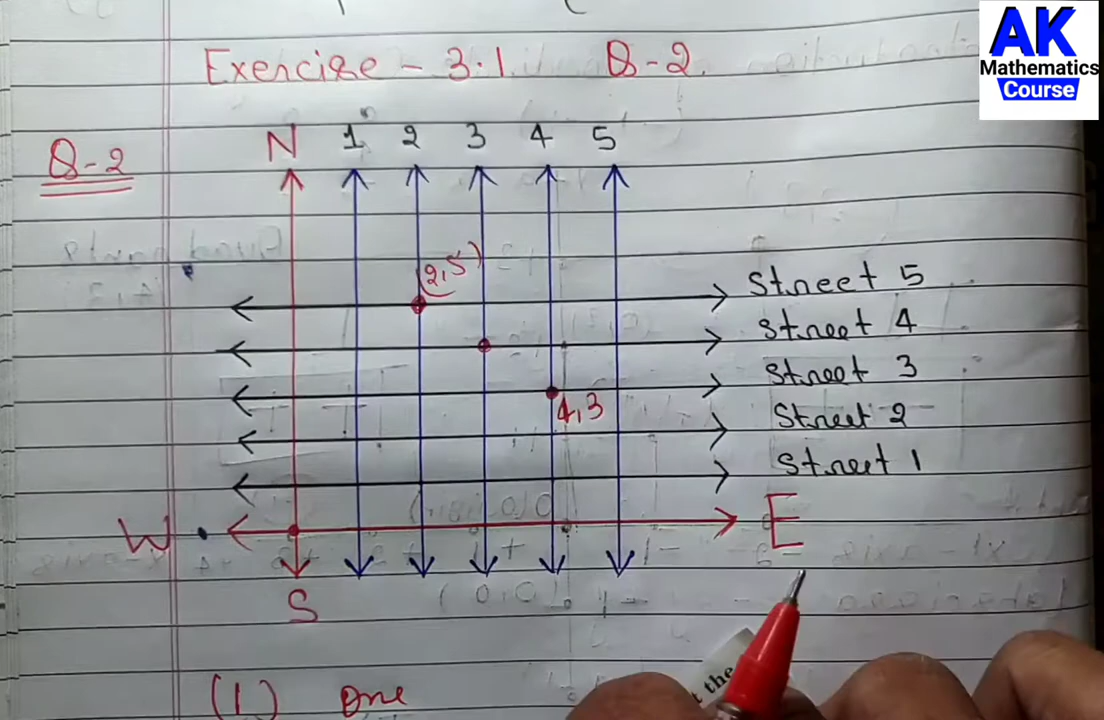 AK
Mathematics
Course
Exercise - 3.1. Q-2.
Q-2
N 1 2 3 4 5
(2,5)
Street 5
Street 4
Street 3
4,3
Street 2
Street 1
W E
S
(1) One
t the